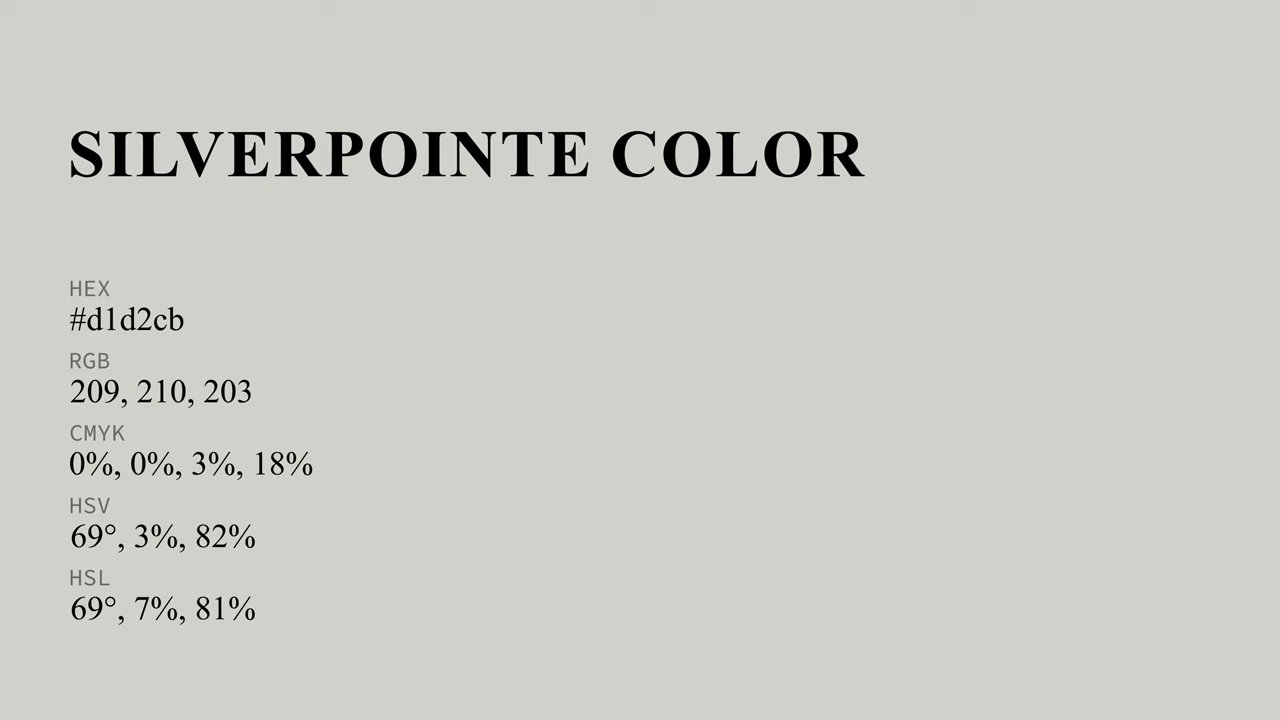 SILVERPOINTE COLOR
HEX
#d1d2cb
RGB
209, 210, 203
CMYK
0%, 0%, 3%, 18%
HSV
69°, 3%, 82%
HSL
69°, 7%, 81%